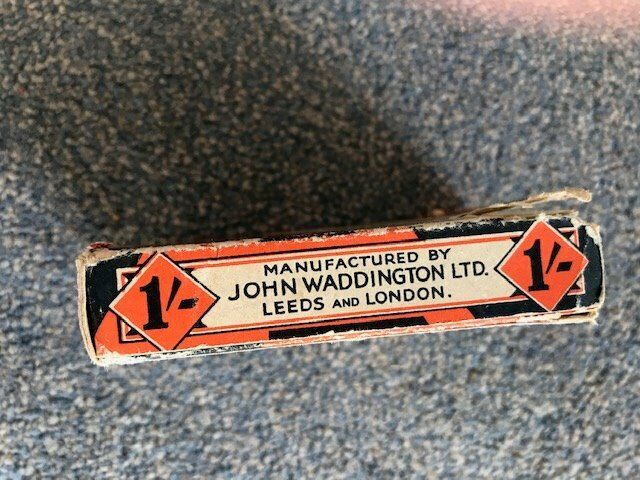 1/-
MANUFACTURED BY
JOHN WADDINGTON LTD.
LEEDS AND LONDON.
1/-